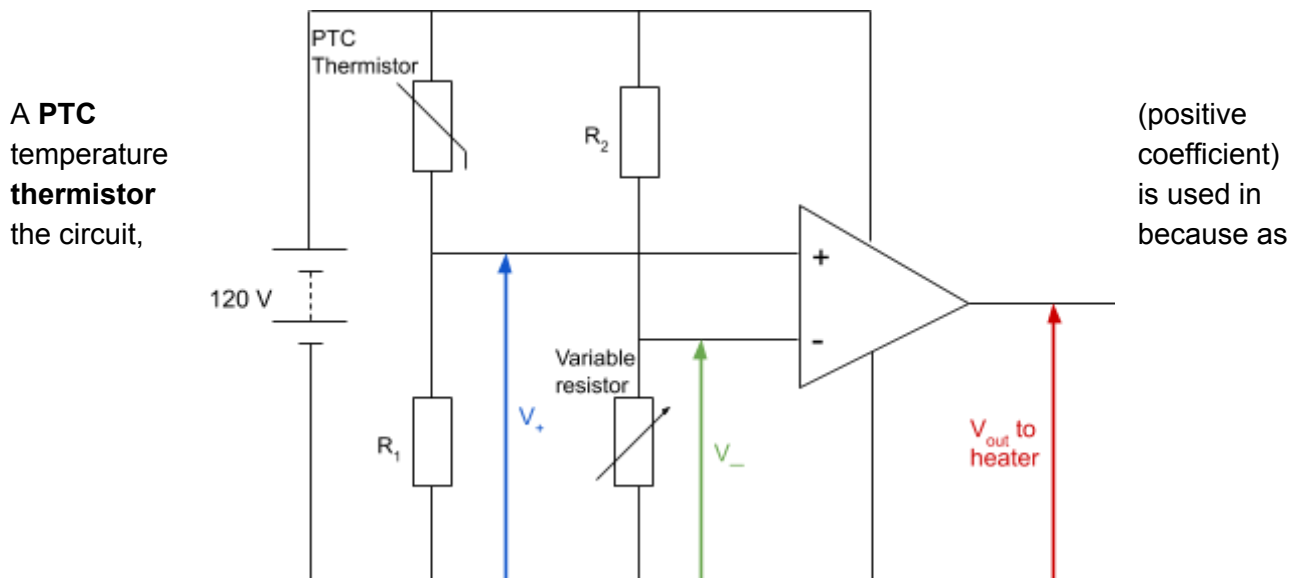 PTC
Thermistor
A PTC (positive
temperature coefficient)
thermistor is used in
the circuit, because as
R2
+
120 V
-
Variable
resistor
R1
V+
V_
Vout to
heater